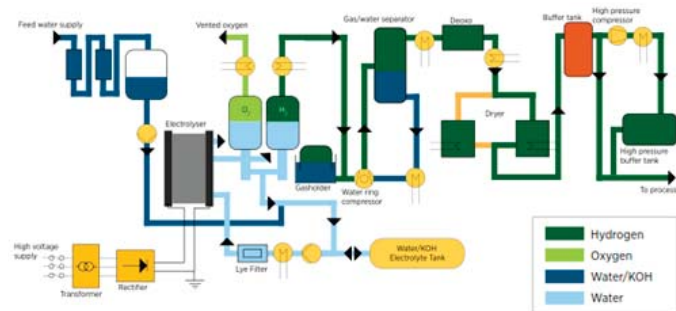 Feed water supply
Vented oxygen
Gas/water separator
Deoxo
Buffer tank
High pressure
compressor
Electrolyser
O2
H2
Dryer
High pressure
buffer tank
Gasholder
Water ring
compressor
To process
High voltage
supply
Lye Filter
Water/KOH
Electrolyte Tank
Transformer
Rectifier
Hydrogen
Oxygen
Water/KOH
Water